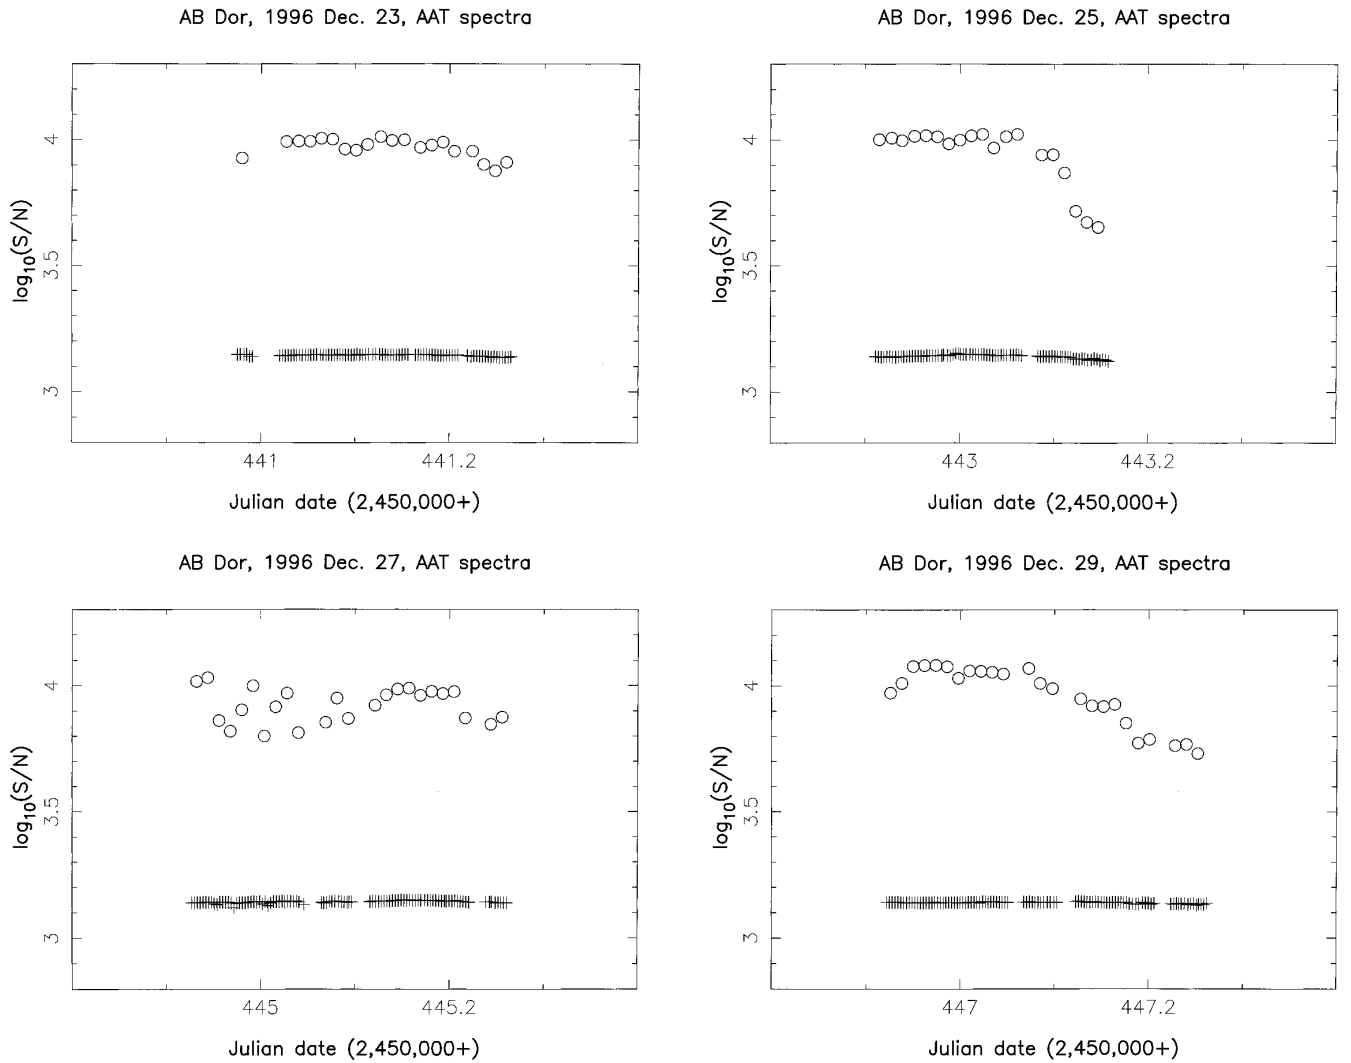 AB Dor, 1996 Dec. 23, AAT spectra
log10(S/N)
4
3.5
3
441
441.2
Julian date (2,450,000+)
AB Dor, 1996 Dec. 25, AAT spectra
log10(S/N)
4
3.5
3
443
443.2
Julian date (2,450,000+)
AB Dor, 1996 Dec. 27, AAT spectra
log10(S/N)
4
3.5
3
445
445.2
Julian date (2,450,000+)
AB Dor, 1996 Dec. 29, AAT spectra
log10(S/N)
4
3.5
3
447
447.2
Julian date (2,450,000+)